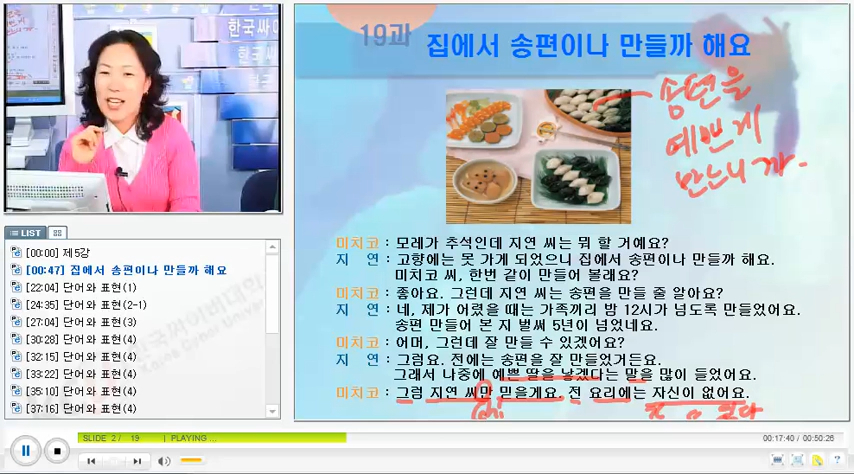 19과 집에서 송편이나 만들까 해요
송편을
예쁘게
만드니까.
미치코 : 모레가 추석인데 지연 씨는 뭐 할 거예요?
지 연 : 고향에는 못 가게 되었으니 집에서 송편이나 만들까 해요.
미치코 씨, 한번 같이 만들어 볼래요?
미치코 : 좋아요. 그런데 지연 씨는 송편을 만들 줄 알아요?
지 연 : 네, 제가 어렸을 때는 가족끼리 밤 12시가 넘도록 만들었어요.
송편 만들어 본 지 벌써 5년이 넘었네요.
미치코 : 어머, 그런데 잘 만들 수 있겠어요?
지 연 : 그럼요. 전에는 송편을 잘 만들었거든요.
그래서 나중에 예쁜 딸을 낳겠다는 말을 많이 들었어요.
미치코 : 그럼 지연 씨만 믿을게요. 전 요리에는 자신이 없어요.
LIST
[00:00] 제5강
[00:47] 집에서 송편이나 만들까 해요
[22:04] 단어와 표현(1)
[24:35] 단어와 표현(2-1)
[27:04] 단어와 표현(3)
[30:28] 단어와 표현(4)
[32:15] 단어와 표현(4)
[33:22] 단어와 표현(4)
[35:10] 단어와 표현(4)
[37:16] 단어와 표현(4)
SLIDE 2 / 19 | PLAYING ...
00:17:40 / 00:50:26